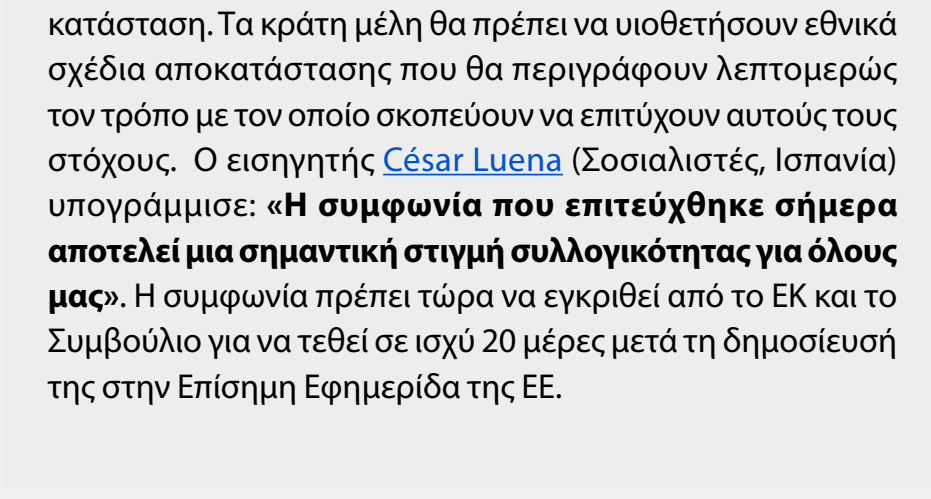 κατάσταση. Τα κράτη μέλη θα πρέπει να υιοθετήσουν εθνικά
σχέδια αποκατάστασης που θα περιγράφουν λεπτομερώς
τον τρόπο με τον οποίο σκοπεύουν να επιτύχουν αυτούς τους
στόχους. Ο εισηγητής César Luena (Σοσιαλιστές, Ισπανία)
υπογράμμισε: «Η συμφωνία που επιτεύχθηκε σήμερα
αποτελεί μια σημαντική στιγμή συλλογικότητας για όλους
μας». Η συμφωνία πρέπει τώρα να εγκριθεί από το ΕΚ και το
Συμβούλιο για να τεθεί σε ισχύ 20 μέρες μετά τη δημοσίευσή
της στην Επίσημη Εφημερίδα της ΕΕ.